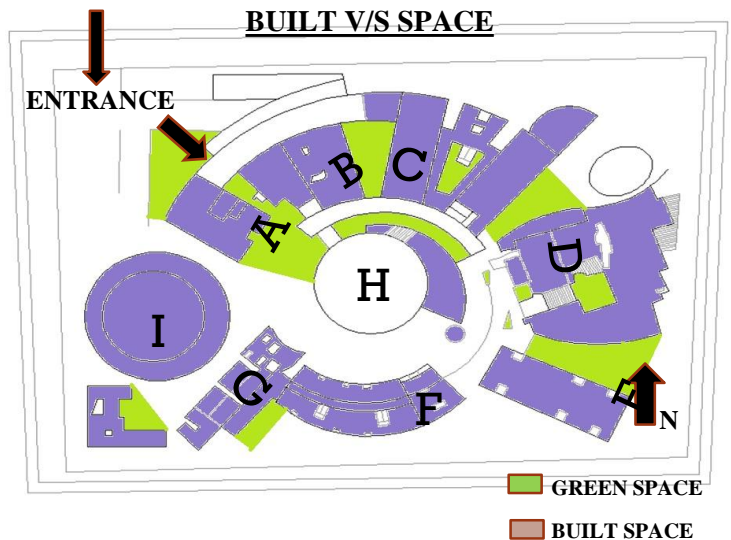 BUILT V/S SPACE
ENTRANCE
B
C
A
D
H
I
G
F
N
GREEN SPACE
BUILT SPACE